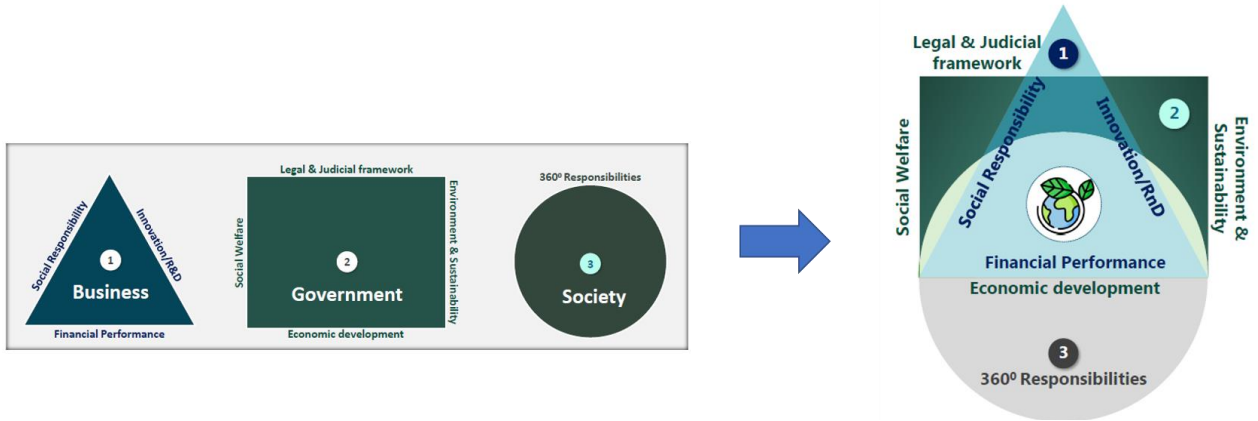 Social Responsibility
Innovation/R&D
1
Business
Financial Performance
Legal & Judicial framework
Social Welfare
Environment & Sustainability
2
Government
Economic development
360⁰ Responsibilities
3
Society
Legal & Judicial
framework
1
2
Social Welfare
Social Responsibility
Innovation/RnD
Environment &
Sustainability
Financial Performance
Economic development
3
360⁰ Responsibilities